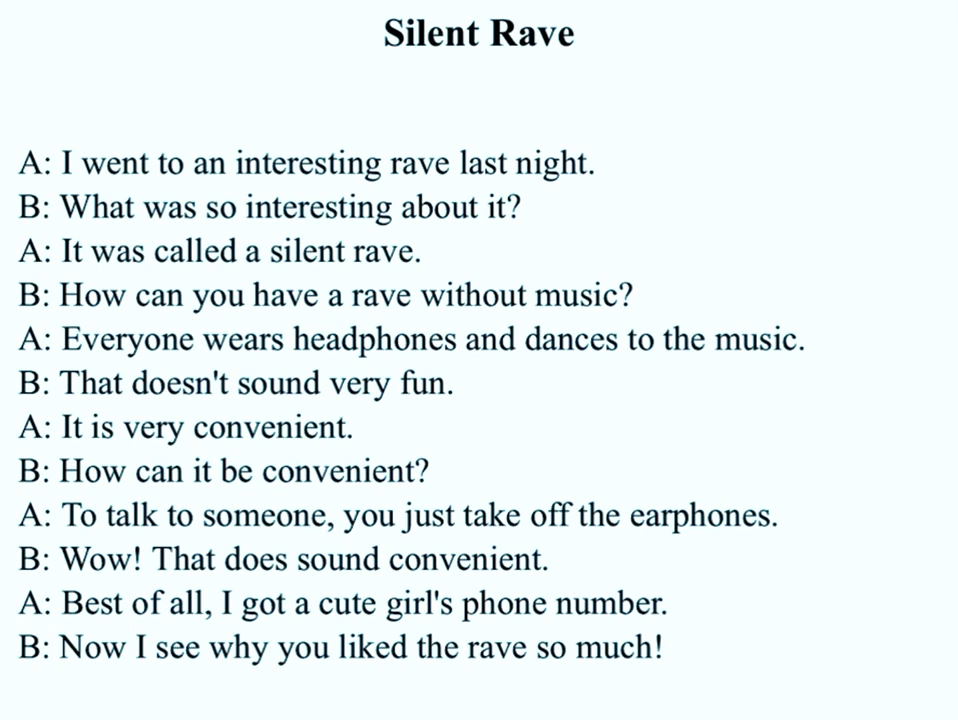 Silent Rave
A: I went to an interesting rave last night.
B: What was so interesting about it?
A: It was called a silent rave.
B: How can you have a rave without music?
A: Everyone wears headphones and dances to the music.
B: That doesn't sound very fun.
A: It is very convenient.
B: How can it be convenient?
A: To talk to someone, you just take off the earphones.
B: Wow! That does sound convenient.
A: Best of all, I got a cute girl's phone number.
B: Now I see why you liked the rave so much!